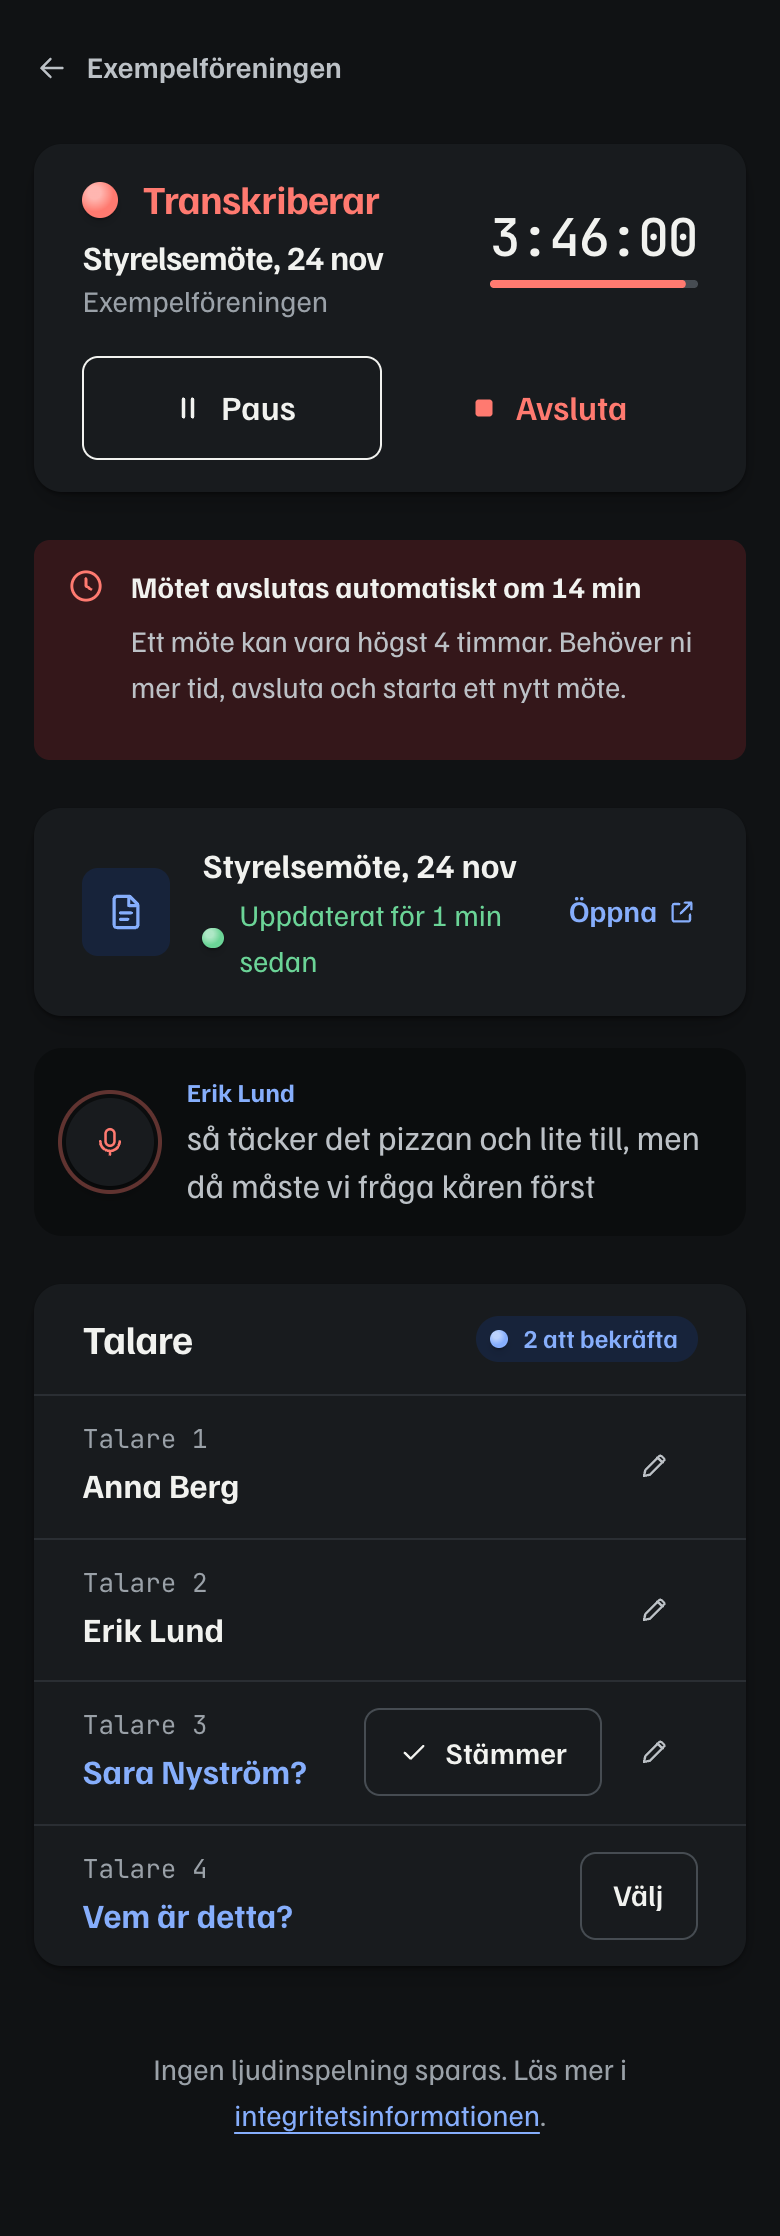 Exempelföreningen
Transkriberar
Styrelsemöte, 24 nov
Exempelföreningen
3:46:00
Paus
Avsluta
Mötet avslutas automatiskt om 14 min
Ett möte kan vara högst 4 timmar. Behöver ni
mer tid, avsluta och starta ett nytt möte.
Styrelsemöte, 24 nov
Uppdaterat för 1 min
sedan
Öppna
Erik Lund
så täcker det pizzan och lite till, men
då måste vi fråga kåren först
Talare
2 att bekräfta
Talare 1
Anna Berg
Talare 2
Erik Lund
Talare 3
Sara Nyström?
Stämmer
Talare 4
Vem är detta?
Välj
Ingen ljudinspelning sparas. Läs mer i
integritetsinformationen.